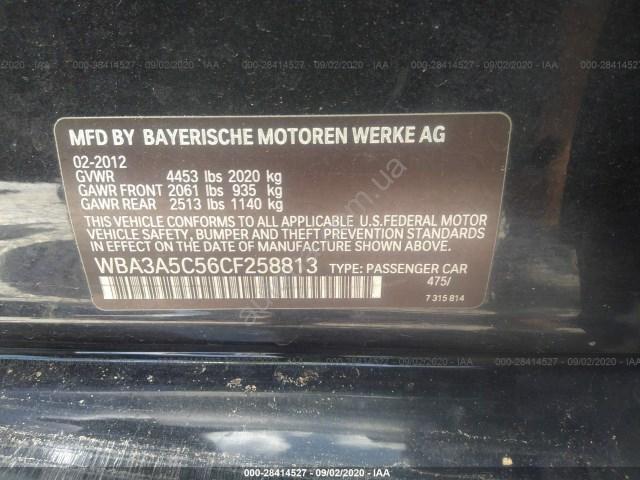 000-28414527 - 09/02/2020 - IAA
MFD BY BAYERISCHE MOTOREN WERKE AG
02-2012
GVWR 4453 lbs 2020 kg
GAWR FRONT 2061 lbs 935 kg
GAWR REAR 2513 lbs 1140 kg
THIS VEHICLE CONFORMS TO ALL APPLICABLE U.S.FEDERAL MOTOR
VEHICLE SAFETY, BUMPER AND THEFT PREVENTION STANDARDS
IN EFFECT ON THE DATE OF MANUFACTURE SHOWN ABOVE.
WBA3A5C56CF258813 TYPE: PASSENGER CAR
475/
7 315 814
000-28414527 - 09/02/2020 - IAA
000-28414527 - 09/02/2020 - IAA